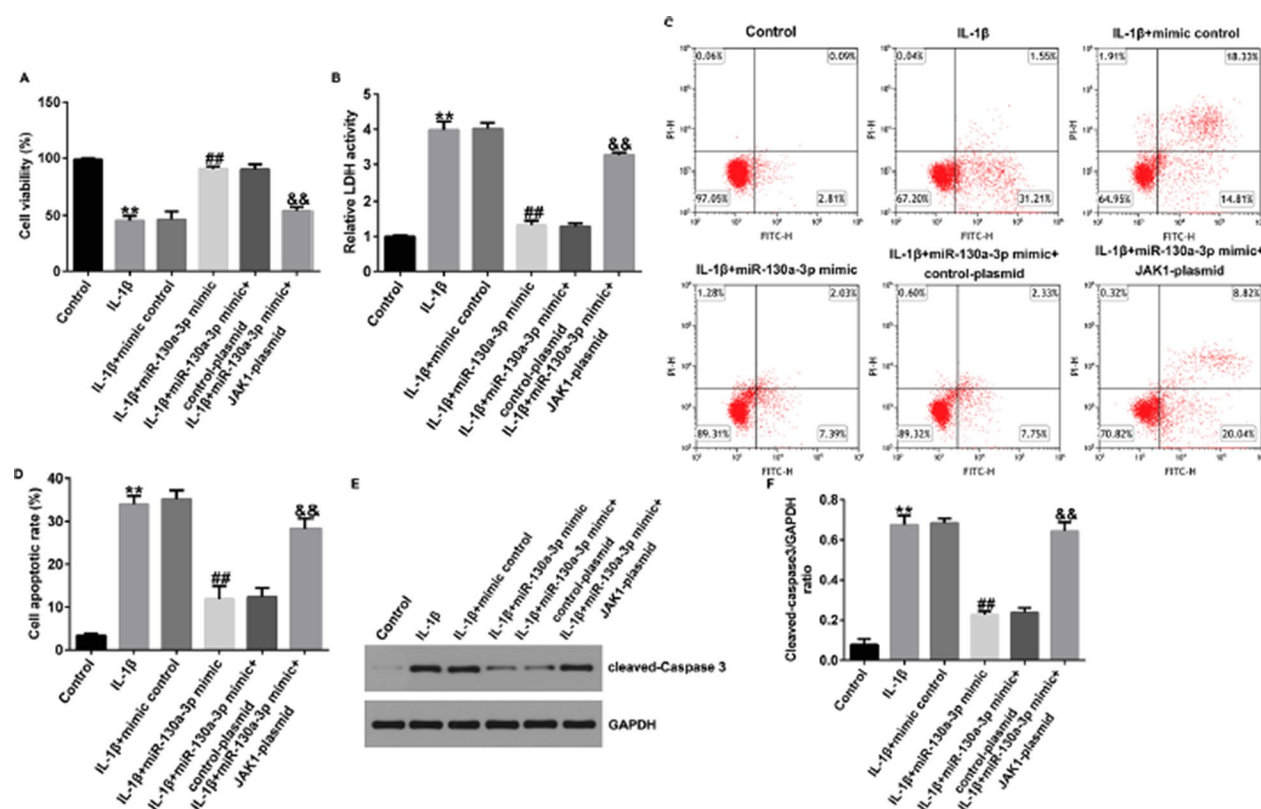 A
Cell viability (%)
150
100
50
0
Control
**
IL-1β
IL-1β+mimic control
##
IL-1β+miR-130a-3p mimic
IL-1β+miR-130a-3p mimic+
control-plasmid
&&
IL-1β+miR-130a-3p mimic+
JAK1-plasmid
B
Relative LDH activity
5
4
3
2
1
0
Control
**
IL-1β
IL-1β+mimic control
##
IL-1β+miR-130a-3p mimic
IL-1β+miR-130a-3p mimic+
control-plasmid
&&
IL-1β+miR-130a-3p mimic+
JAK1-plasmid
C
Control
0.06%
0.09%
97.05%
2.81%
PI-H
FITC-H
IL-1β
0.04%
1.55%
67.20%
31.21%
PI-H
FITC-H
IL-1β+mimic control
1.91%
18.33%
64.95%
14.81%
PI-H
FITC-H
IL-1β+miR-130a-3p mimic
1.28%
2.03%
89.31%
7.39%
PI-H
FITC-H
IL-1β+miR-130a-3p mimic+
control-plasmid
0.60%
2.33%
89.32%
7.75%
PI-H
FITC-H
IL-1β+miR-130a-3p mimic+
JAK1-plasmid
0.32%
8.82%
70.82%
20.04%
PI-H
FITC-H
D
Cell apoptotic rate (%)
40
30
20
10
0
Control
**
IL-1β
IL-1β+mimic control
##
IL-1β+miR-130a-3p mimic
IL-1β+miR-130a-3p mimic+
control-plasmid
&&
IL-1β+miR-130a-3p mimic+
JAK1-plasmid
E
Control
IL-1β
IL-1β+mimic control
IL-1β+miR-130a-3p mimic
IL-1β+miR-130a-3p mimic+
control-plasmid
IL-1β+miR-130a-3p mimic+
JAK1-plasmid
cleaved-Caspase 3
GAPDH
F
Cleaved-caspase3/GAPDH
ratio
0.8
0.6
0.4
0.2
0.0
Control
**
IL-1β
IL-1β+mimic control
##
IL-1β+miR-130a-3p mimic
IL-1β+miR-130a-3p mimic+
control-plasmid
&&
IL-1β+miR-130a-3p mimic+
JAK1-plasmid